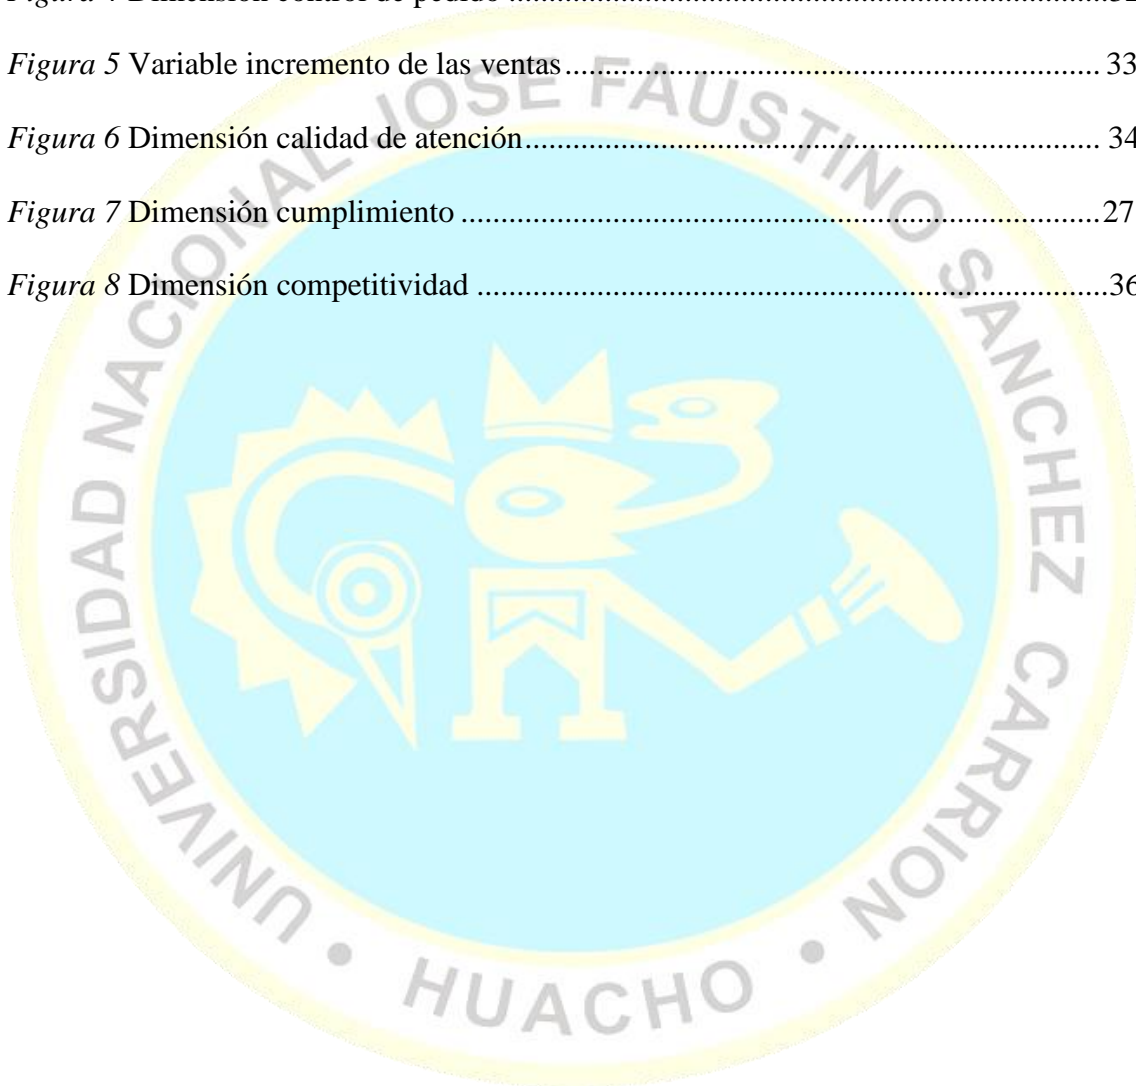 Figura 5 Variable incremento de las ventas.................................................................... 33
Figura 6 Dimensión calidad de atención........................................................................ 34
Figura 7 Dimensión cumplimiento ................................................................................27
Figura 8 Dimensión competitividad ...............................................................................36
UNIVERSIDAD NACIONAL JOSE FAUSTINO SANCHEZ CARRION • HUACHO •